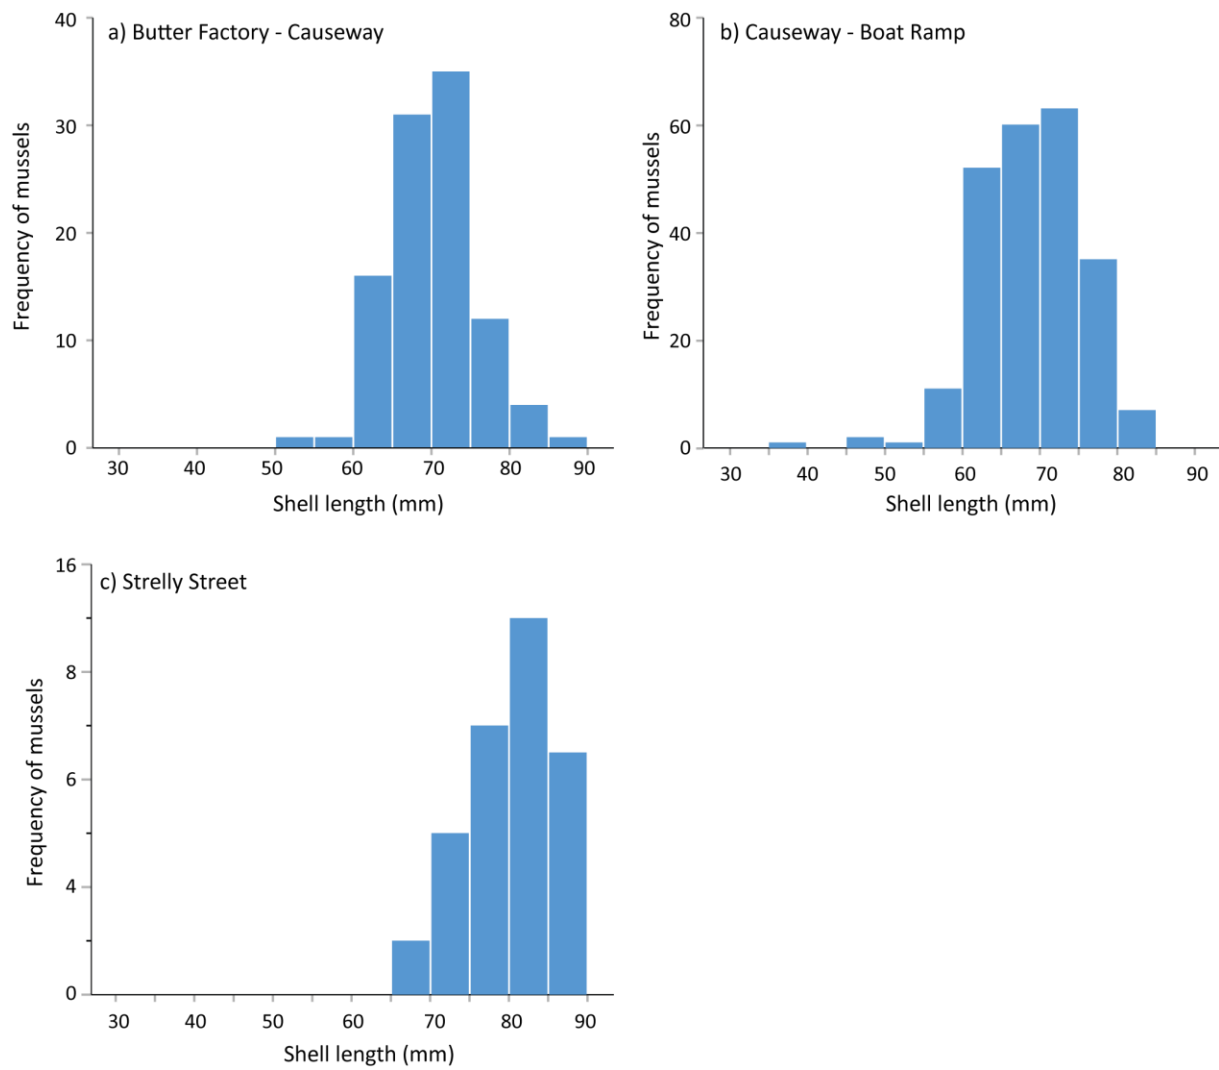 a) Butter Factory - Causeway
40
30
20
10
0
Frequency of mussels
30 40 50 60 70 80 90
Shell length (mm)
b) Causeway - Boat Ramp
80
60
40
20
0
Frequency of mussels
30 40 50 60 70 80 90
Shell length (mm)
c) Strelly Street
16
8
6
4
0
Frequency of mussels
30 40 50 60 70 80 90
Shell length (mm)